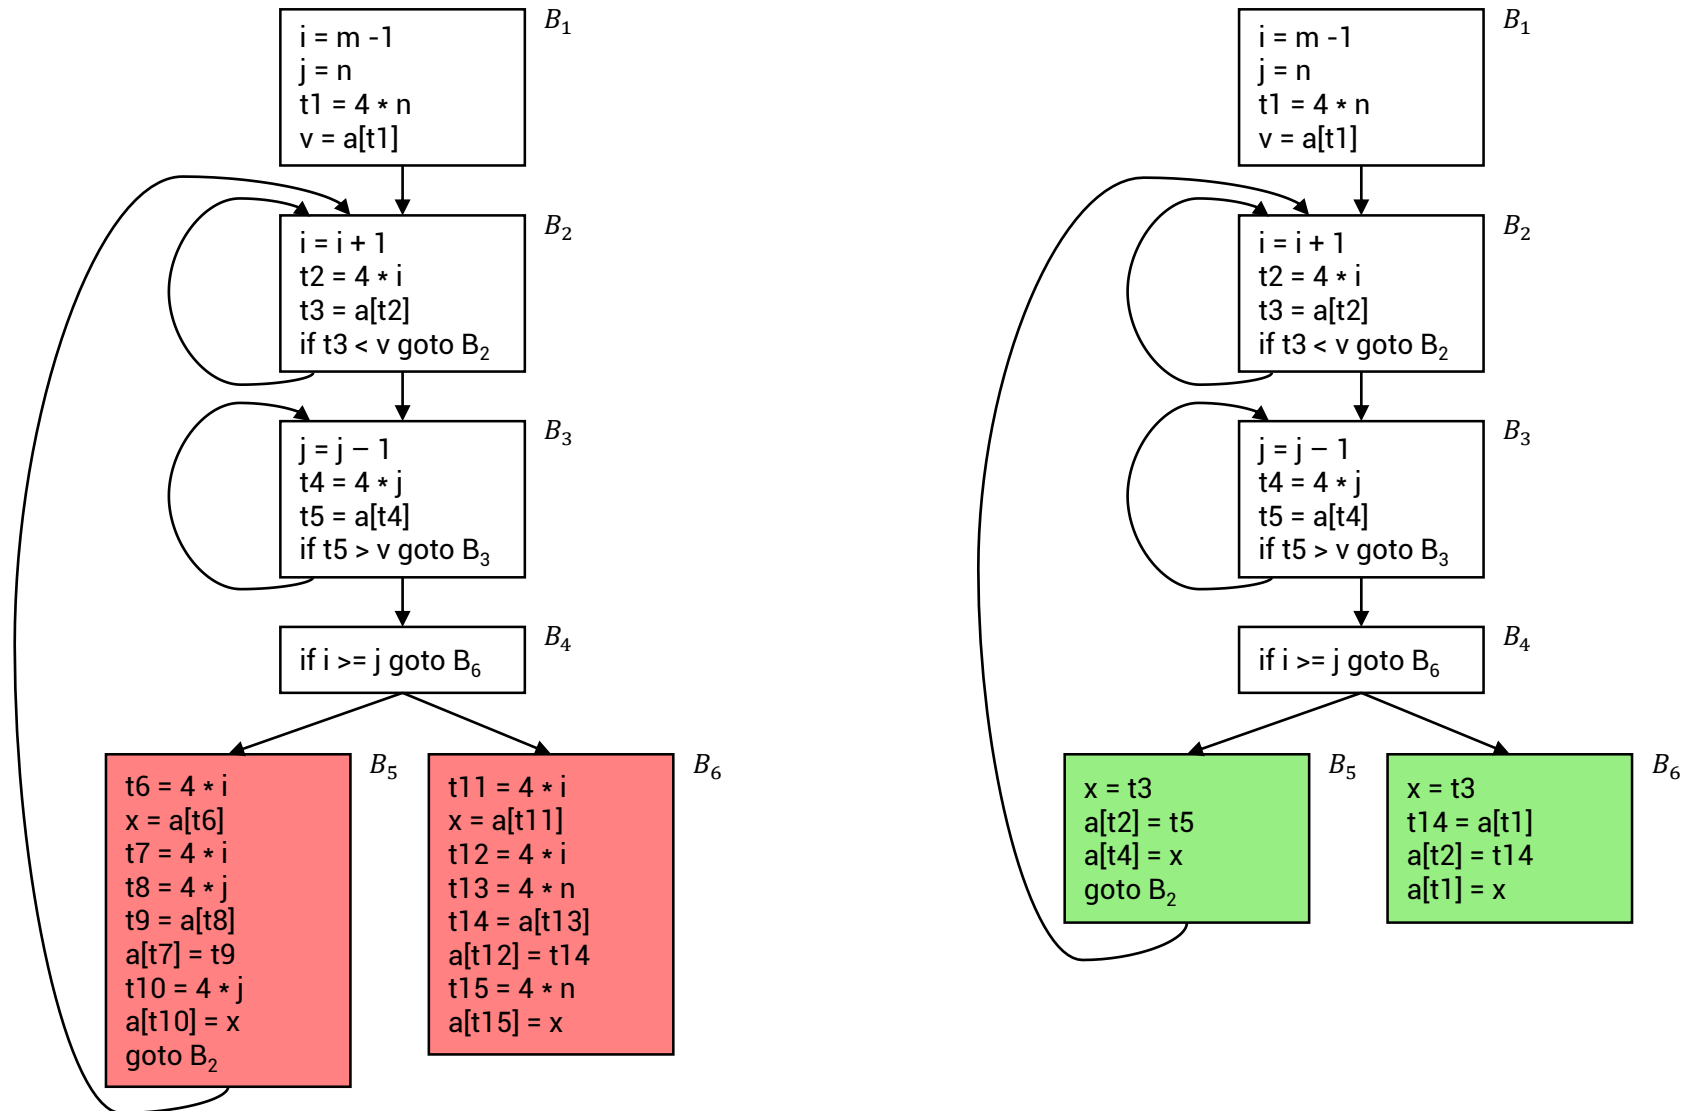 B₁
i = m -1
j = n
t1 = 4 * n
v = a[t1]
B₂
i = i + 1
t2 = 4 * i
t3 = a[t2]
if t3 < v goto B₂
B₃
j = j – 1
t4 = 4 * j
t5 = a[t4]
if t5 > v goto B₃
B₄
if i >= j goto B₆
B₅
t6 = 4 * i
x = a[t6]
t7 = 4 * i
t8 = 4 * j
t9 = a[t8]
a[t7] = t9
t10 = 4 * j
a[t10] = x
goto B₂
B₆
t11 = 4 * i
x = a[t11]
t12 = 4 * i
t13 = 4 * n
t14 = a[t13]
a[t12] = t14
t15 = 4 * n
a[t15] = x
B₁
i = m -1
j = n
t1 = 4 * n
v = a[t1]
B₂
i = i + 1
t2 = 4 * i
t3 = a[t2]
if t3 < v goto B₂
B₃
j = j – 1
t4 = 4 * j
t5 = a[t4]
if t5 > v goto B₃
B₄
if i >= j goto B₆
B₅
x = t3
a[t2] = t5
a[t4] = x
goto B₂
B₆
x = t3
t14 = a[t1]
a[t2] = t14
a[t1] = x